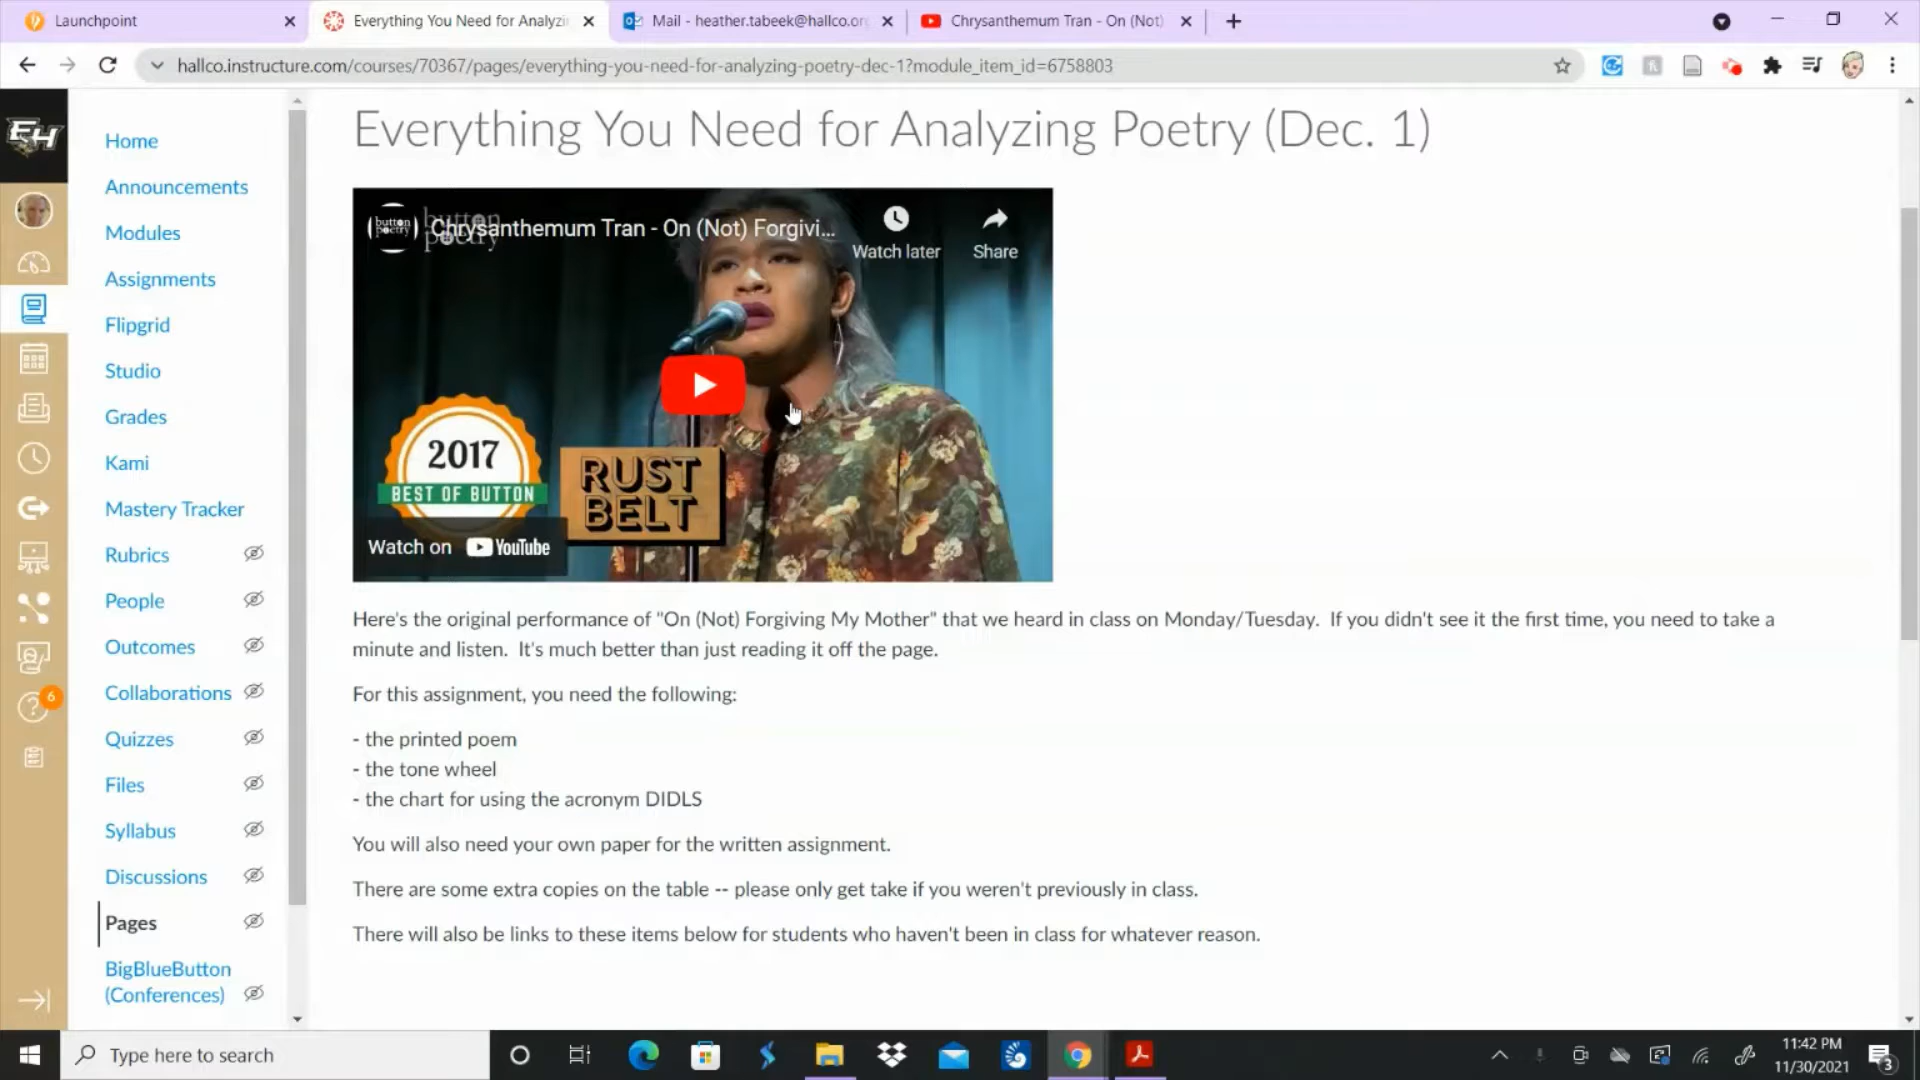 Launchpoint
Everything You Need for Analyzi
Mail - heather.tabeek@hallco.or
Chrysanthemum Tran - On (Not)
hallco.instructure.com/courses/70367/pages/everything-you-need-for-analyzing-poetry-dec-1?module_item_id=6758803
EH
Home
Announcements
Modules
Assignments
Flipgrid
Studio
Grades
Kami
Mastery Tracker
Rubrics
People
Outcomes
Collaborations
Quizzes
Files
Syllabus
Discussions
Pages
BigBlueButton
(Conferences)
6
Everything You Need for Analyzing Poetry (Dec. 1)
button poetry
button poetry
Chrysanthemum Tran - On (Not) Forgivi...
Watch later
Share
2017
BEST OF BUTTON
RUST
BELT
Watch on YouTube
Here's the original performance of "On (Not) Forgiving My Mother" that we heard in class on Monday/Tuesday. If you didn't see it the first time, you need to take a
minute and listen. It's much better than just reading it off the page.
For this assignment, you need the following:
- the printed poem
- the tone wheel
- the chart for using the acronym DIDLS
You will also need your own paper for the written assignment.
There are some extra copies on the table -- please only get take if you weren't previously in class.
There will also be links to these items below for students who haven't been in class for whatever reason.
Type here to search
11:42 PM
11/30/2021
3